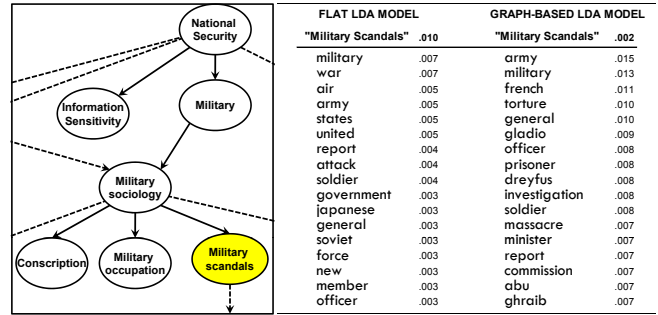 National
Security
Information
Sensitivity
Military
Military
sociology
Conscription
Military
occupation
Military
scandals
FLAT LDA MODEL GRAPH-BASED LDA MODEL
"Military Scandals" .010 "Military Scandals" .002
military .007 army .015
war .007 military .013
air .005 french .011
army .005 torture .010
states .005 general .010
united .005 gladio .009
report .004 officer .008
attack .004 prisoner .008
soldier .004 dreyfus .008
government .003 investigation .008
japanese .003 soldier .008
general .003 massacre .007
soviet .003 minister .007
force .003 report .007
new .003 commission .007
member .003 abu .007
officer .003 ghraib .007